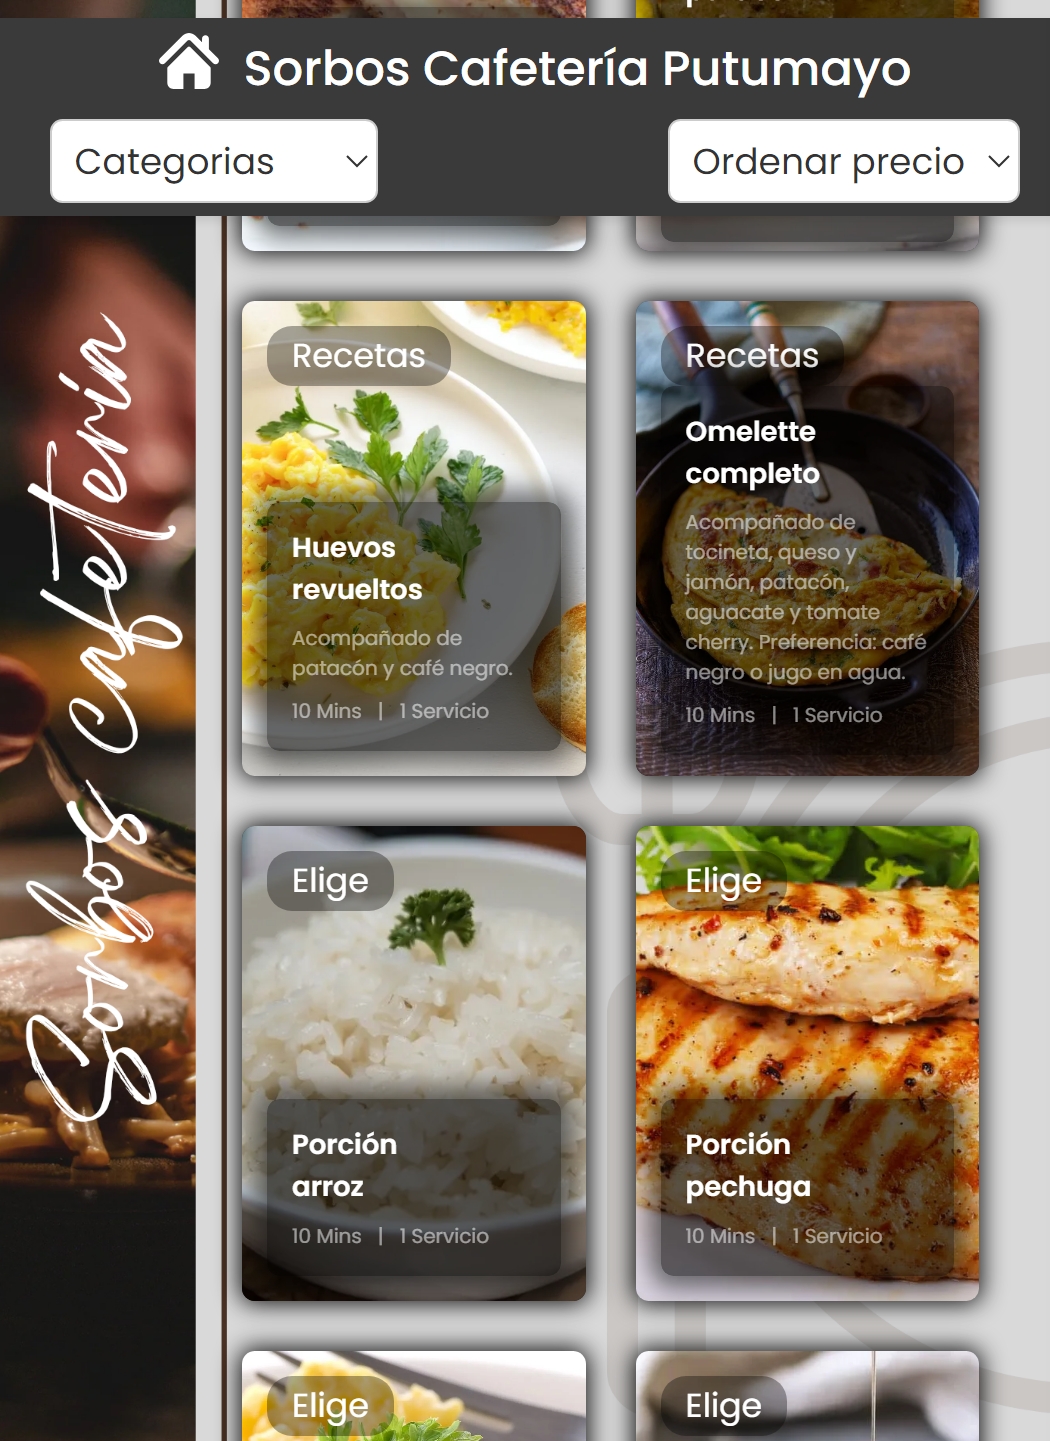 Sorbos Cafetería Putumayo
Categorias
Ordenar precio
Sorbos Cafeterín
Recetas
Huevos
revueltos
Acompañado de
patacón y café negro.
10 Mins | 1 Servicio
Recetas
Omelette
completo
Acompañado de
tocineta, queso y
jamón, patacón,
aguacate y tomate
cherry. Preferencia: café
negro o jugo en agua.
10 Mins | 1 Servicio
Elige
Porción
arroz
10 Mins | 1 Servicio
Elige
Porción
pechuga
10 Mins | 1 Servicio
Elige
Elige